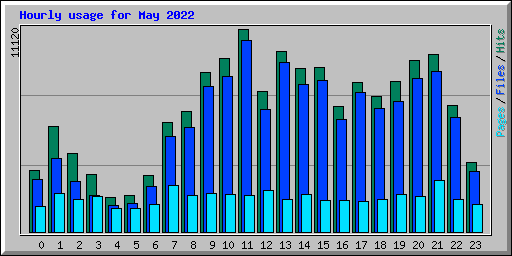 Hourly usage for May 2022
11120
Pages/Files/Hits
0 1 2 3 4 5 6 7 8 9 10 11 12 13 14 15 16 17 18 19 20 21 22 23